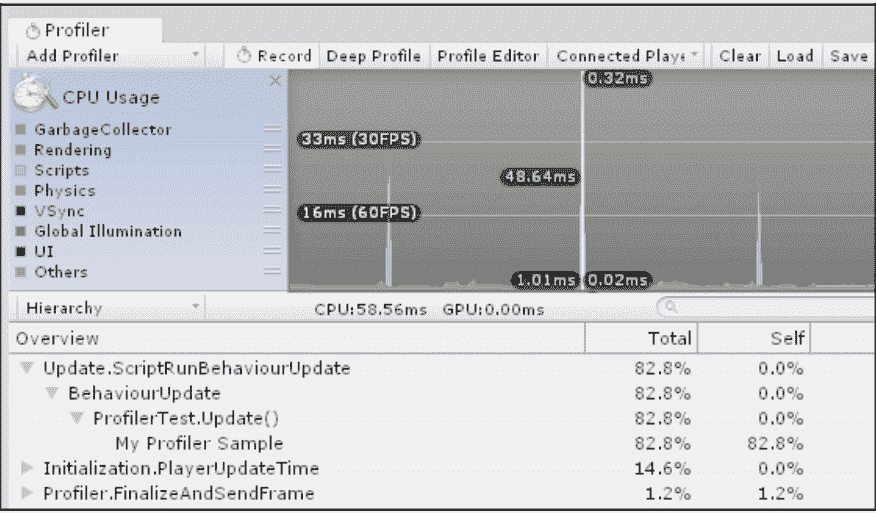 Profiler
Add Profiler Record Deep Profile Profile Editor Connected Playe Clear Load Save
CPU Usage
GarbageCollector
Rendering
Scripts
Physics
VSync
Global Illumination
UI
Others
0.32ms
33ms (30FPS)
48.64ms
16ms (60FPS)
1.01ms 0.02ms
Hierarchy CPU:58.56ms GPU:0.00ms
Overview Total Self
Update.ScriptRunBehaviourUpdate 82.8% 0.0%
BehaviourUpdate 82.8% 0.0%
ProfilerTest.Update() 82.8% 0.0%
My Profiler Sample 82.8% 82.8%
Initialization.PlayerUpdateTime 14.6% 0.0%
Profiler.FinalizeAndSendFrame 1.2% 1.2%